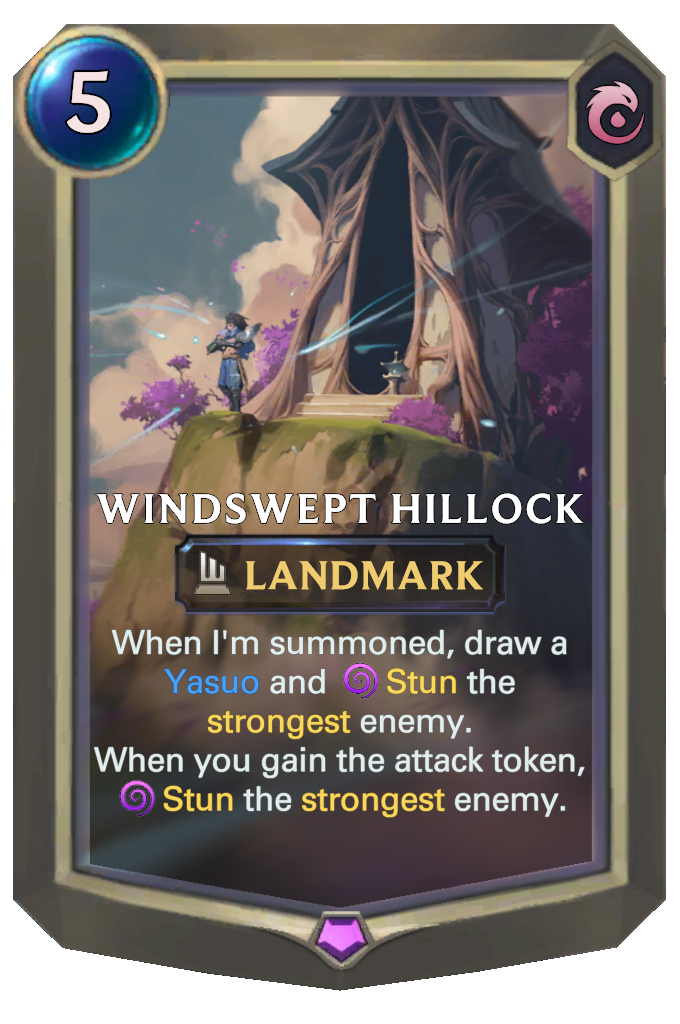 5
WINDSWEPT HILLOCK
LANDMARK
When I'm summoned, draw a
Yasuo and Stun the
strongest enemy.
When you gain the attack token,
Stun the strongest enemy.